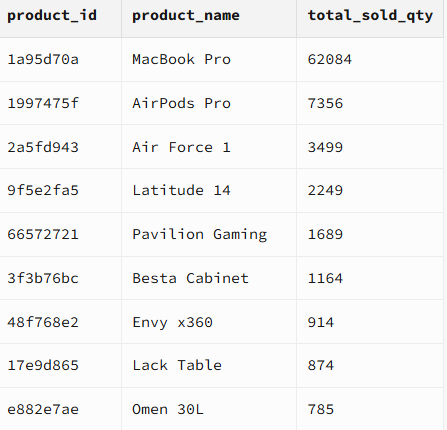 product_id product_name total_sold_qty
1a95d70a MacBook Pro 62084
1997475f AirPods Pro 7356
2a5fd943 Air Force 1 3499
9f5e2fa5 Latitude 14 2249
66572721 Pavilion Gaming 1689
3f3b76bc Besta Cabinet 1164
48f768e2 Envy x360 914
17e9d865 Lack Table 874
e882e7ae Omen 30L 785